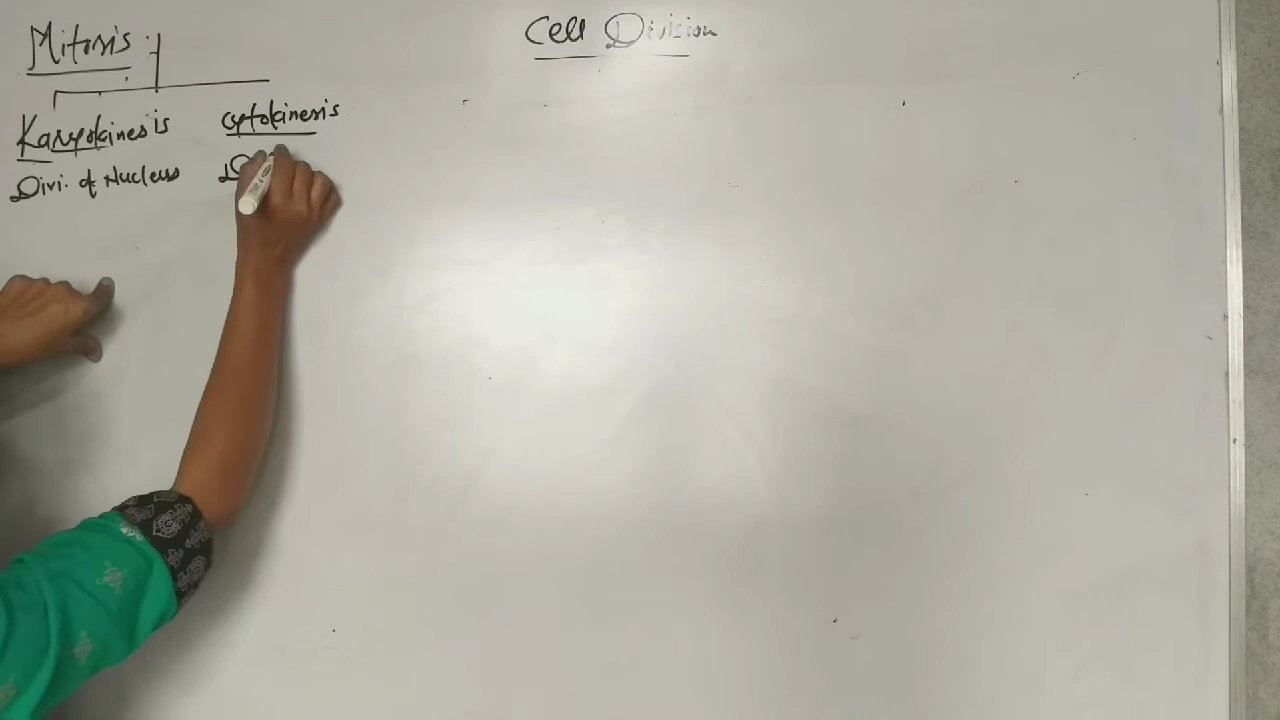 Cell Division
Mitosis
Karyokinesis
Cytokinesis
Divi. of Nucleus